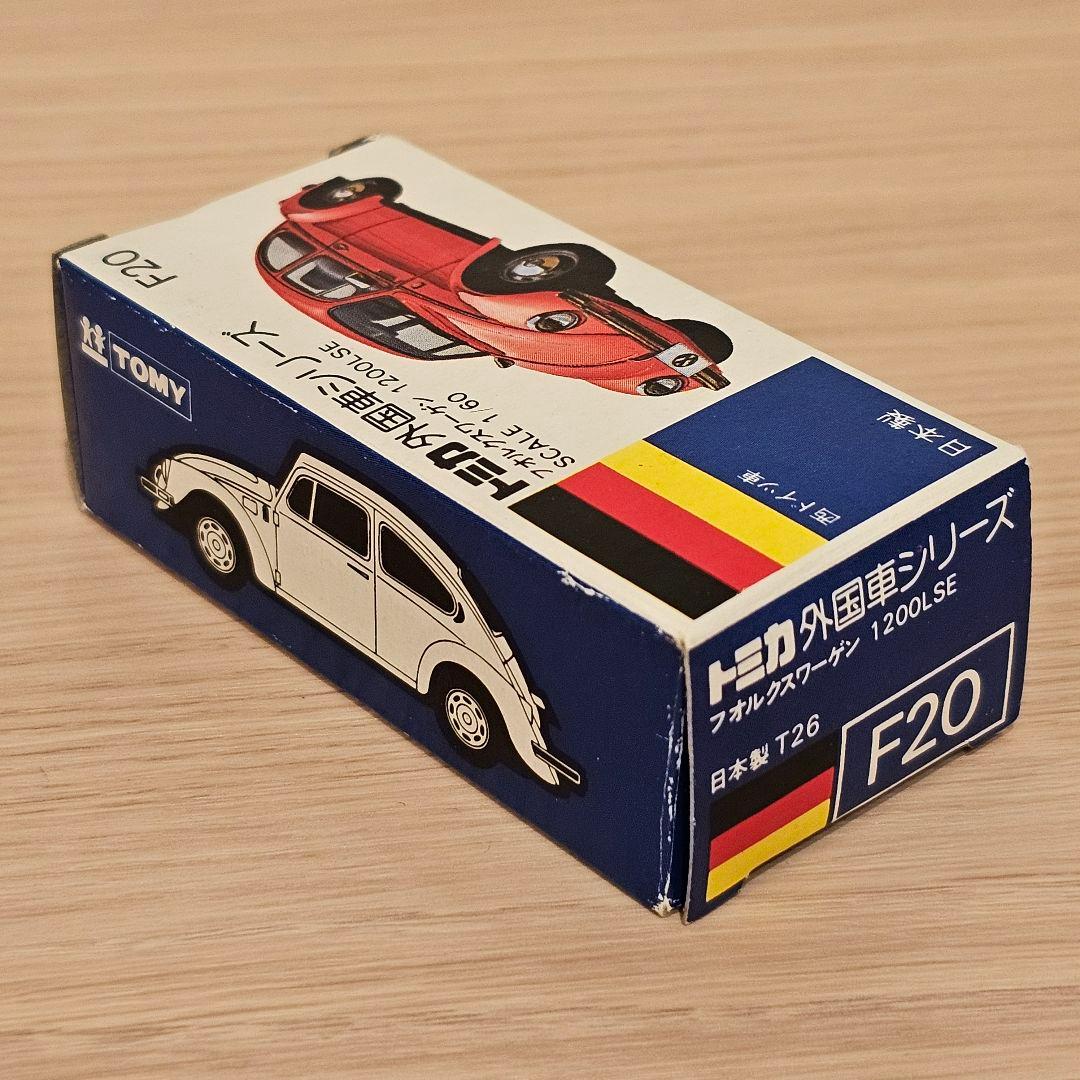 F20
トミカ外国車シリーズ
フオルクスワーゲン 1200LSE
SCALE 1/60
西ドイツ車
日本製
TOMY
トミカ外国車シリーズ
フオルクスワーゲン 1200LSE
日本製 T26
F20